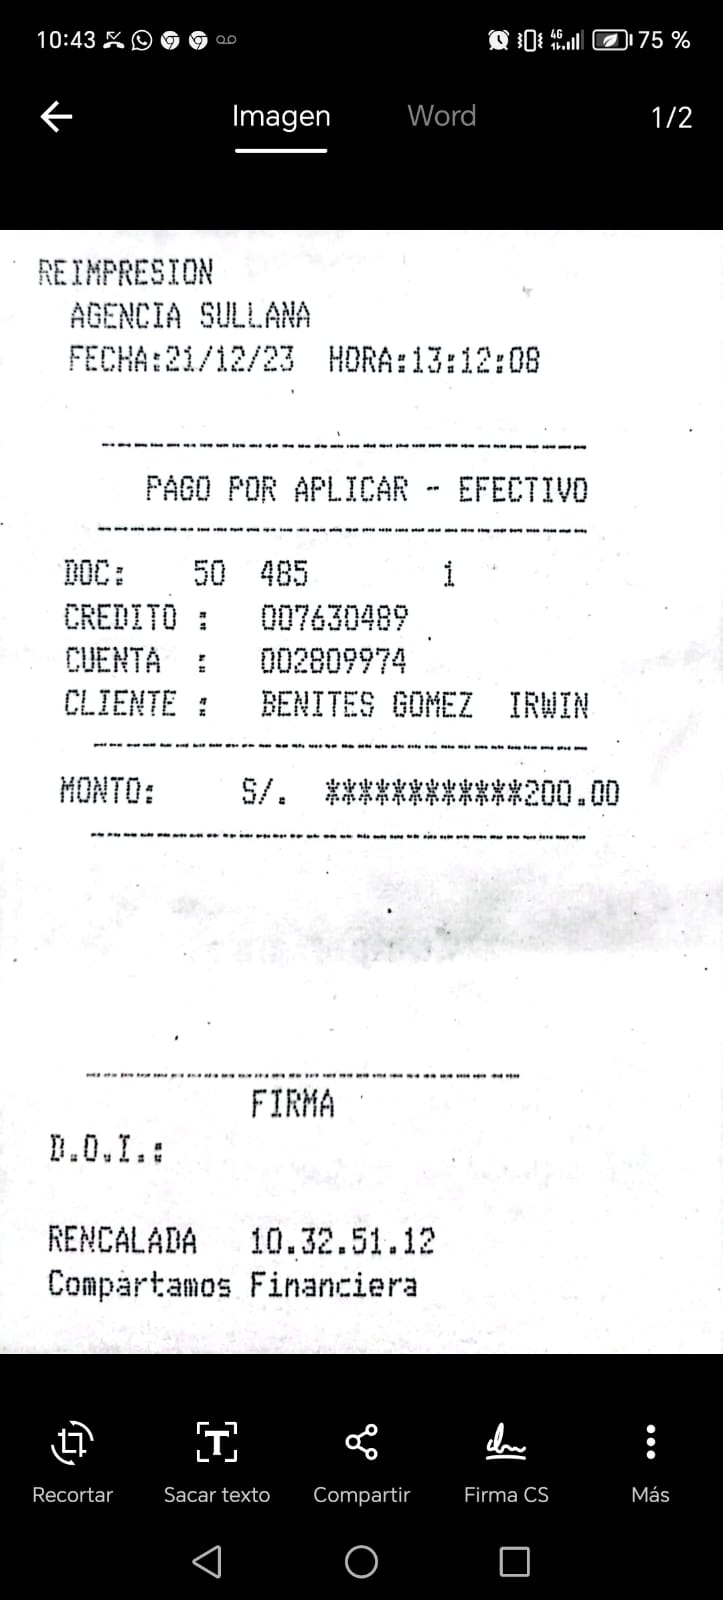 10:43 4G 75 %
Imagen Word 1/2
REIMPRESION
AGENCIA SULLANA
FECHA:21/12/23 HORA:13:12:08
PAGO POR APLICAR - EFECTIVO
DOC: 50 485 1
CREDITO : 007630489
CUENTA : 002809974
CLIENTE : BENITES GOMEZ IRWIN
MONTO: S/. ************200.00
FIRMA
D.O.I.:
RENCALADA 10.32.51.12
Compartamos Financiera
Recortar Sacar texto Compartir Firma CS Más